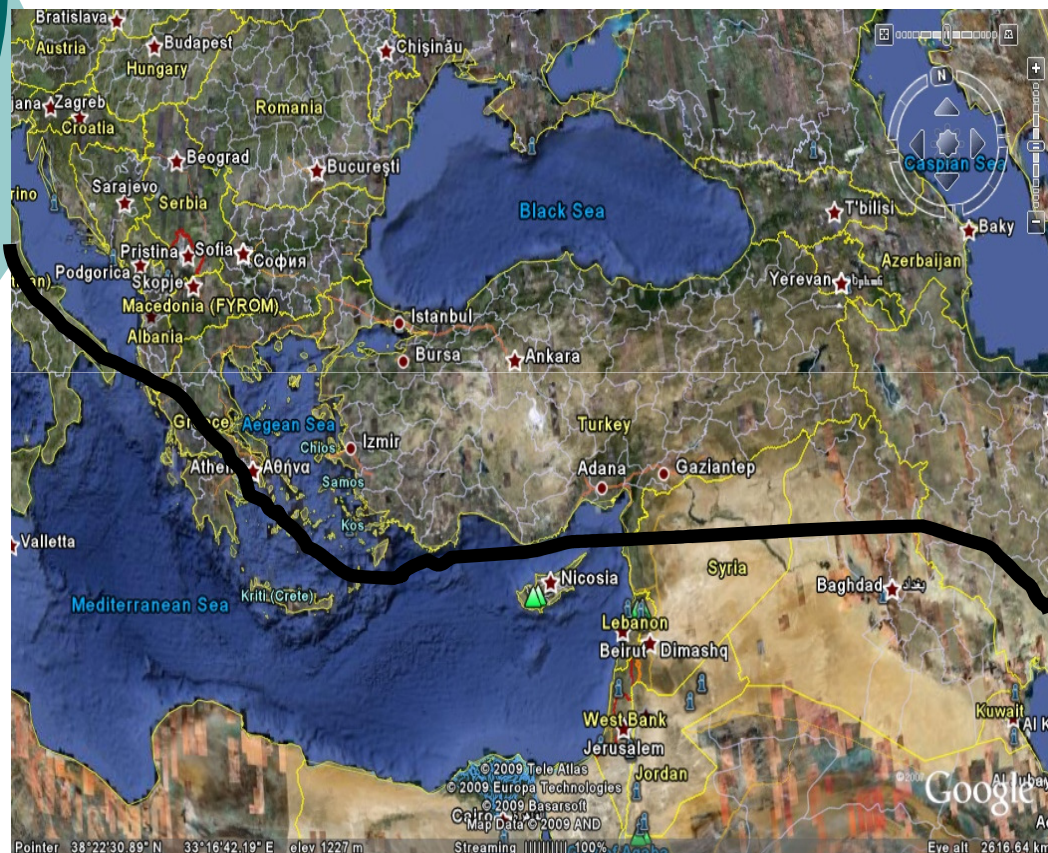 Bratislava
Austria
Budapest
Hungary
Chişinău
Zagreb
Croatia
Romania
N
Caspian Sea
Beograd
Bucureşti
Sarajevo
Serbia
Black Sea
T'bilisi
Baky
Pristina
Sofia
София
Podgorica
Skopje
Azerbaijan
Yerevan
Macedonia (FYROM)
Istanbul
Albania
Bursa
Ankara
Greece
Aegean Sea
Turkey
Chios
Izmir
Αθήνα
Adana
Gaziantep
Samos
Kos
Valletta
Syria
Nicosia
Baghdad
بغداد
Kriti (Crete)
Mediterranean Sea
Lebanon
Beirut
Dimashq
West Bank
Kuwait
Jerusalem
Jordan
© 2009 Tele Atlas
© 2009 Europa Technologies
© 2009 Basarsoft
Map Data © 2009 AND
Google
Pointer 38°22'30.89" N 33°16'42.19" E elev 1227 m
Streaming |||||||||| 100%
Eye alt 2616.64 km